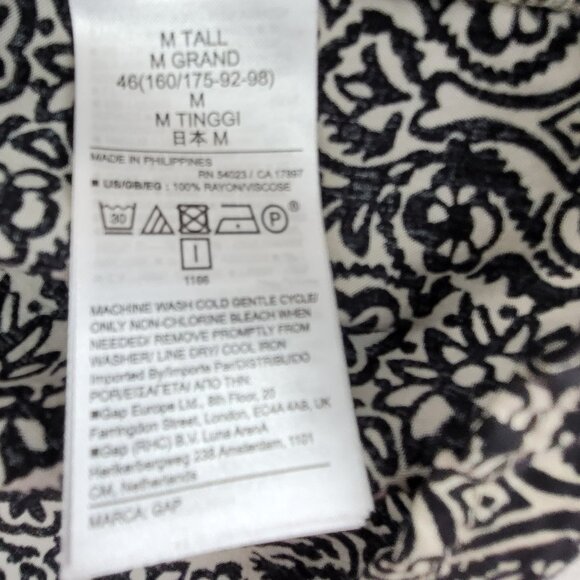 M TALL
M GRAND
46(160/175-92-98)
M
M TINGGI
日本 M
MADE IN PHILIPPINES
RN 54023 / CA 17897
■ US/GB/EG : 100% RAYON/VISCOSE
30
P
®
I
1186
MACHINE WASH COLD GENTLE CYCLE/
ONLY NON-CHLORINE BLEACH WHEN
NEEDED/ REMOVE PROMPTLY FROM
WASHER/ LINE DRY/ COOL IRON
Imported By/Importe Par/DISTRIBUIDO
POR/ΕΙΣΑΓΕΤΑΙ ΑΠΟ ΤΗΝ:
■Gap Europe Ltd., 8th Floor, 20
Farringdon Street, London, EC4A 4AB, UK
■Gap (RHC) B.V. Luna ArenA
Herikerbergweg 238 Amsterdam, 1101
CM, Netherlands
MARCA: GAP